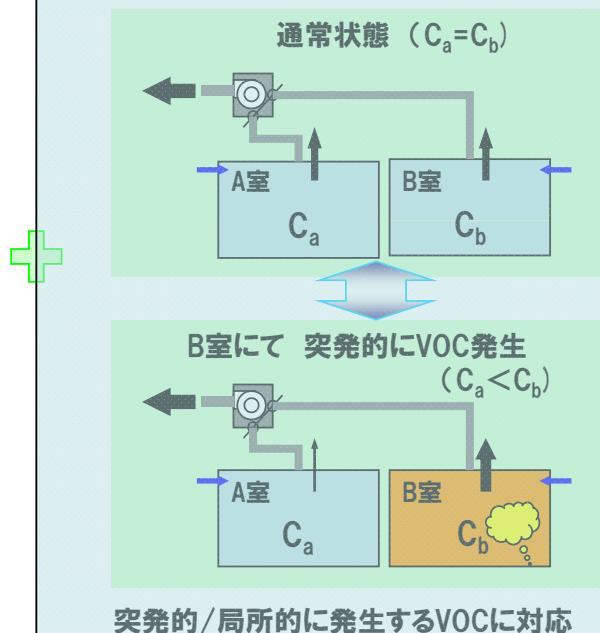 通常状態 (Ca=Cb)
A室
B室
Ca
Cb
B室にて 突発的にVOC発生
(Ca<Cb)
A室
B室
Ca
Cb
突発的/局所的に発生するVOCに対応